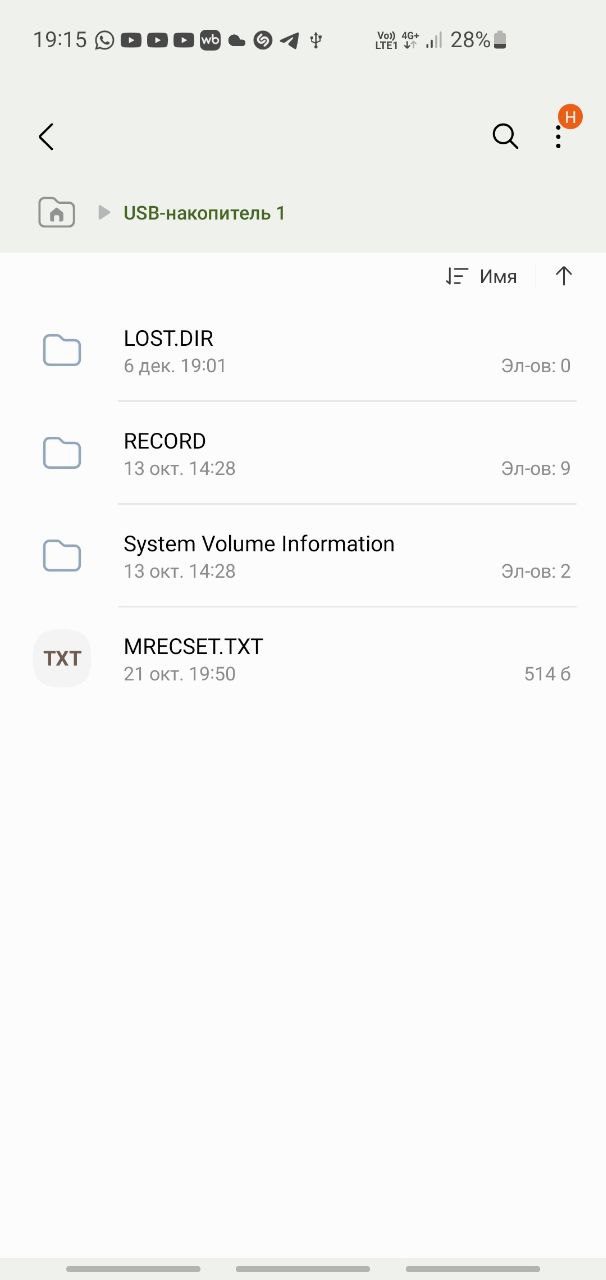 19:15 wb Vo)) LTE1 4G+ 28%
H
USB-накопитель 1
Имя
LOST.DIR
6 дек. 19:01 Эл-ов: 0
RECORD
13 окт. 14:28 Эл-ов: 9
System Volume Information
13 окт. 14:28 Эл-ов: 2
TXT MRECSET.TXT
21 окт. 19:50 514 б